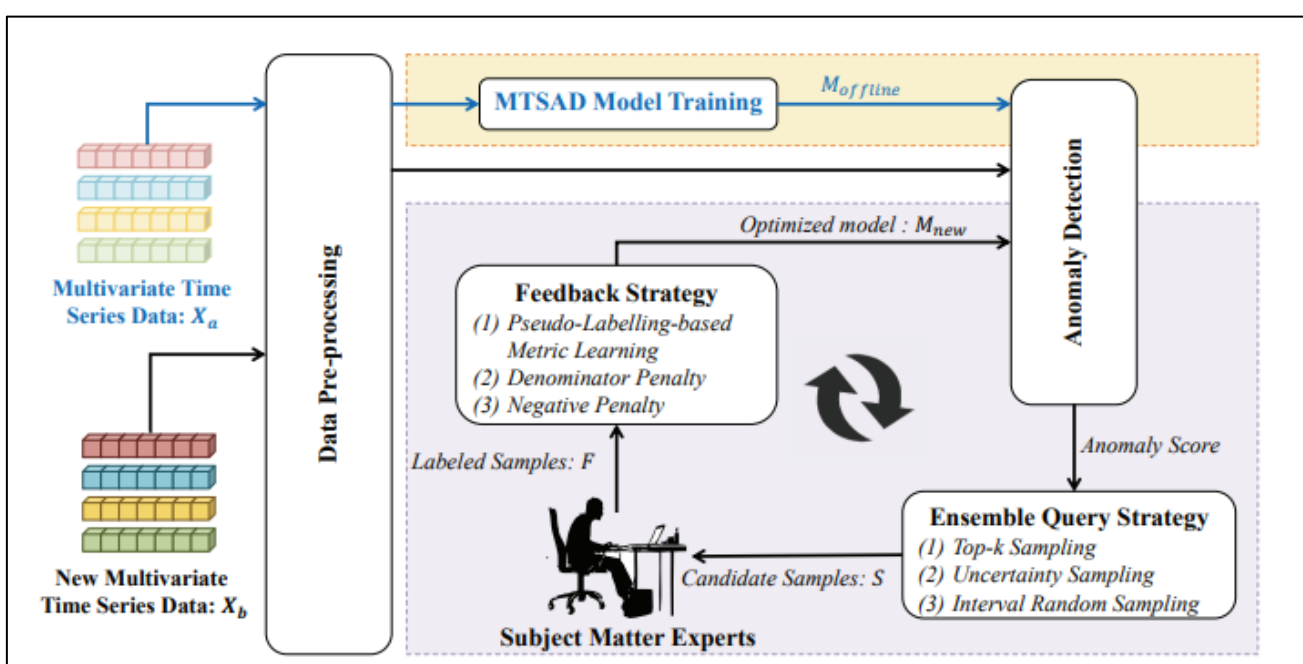 MTSAD Model Training
M_offline
Multivariate Time
Series Data: X_a
Data Pre-processing
Anomaly Detection
Optimized model : M_new
Feedback Strategy
(1) Pseudo-Labelling-based
Metric Learning
(2) Denominator Penalty
(3) Negative Penalty
Labeled Samples: F
Anomaly Score
Ensemble Query Strategy
(1) Top-k Sampling
(2) Uncertainty Sampling
(3) Interval Random Sampling
Candidate Samples: S
Subject Matter Experts
New Multivariate
Time Series Data: X_b